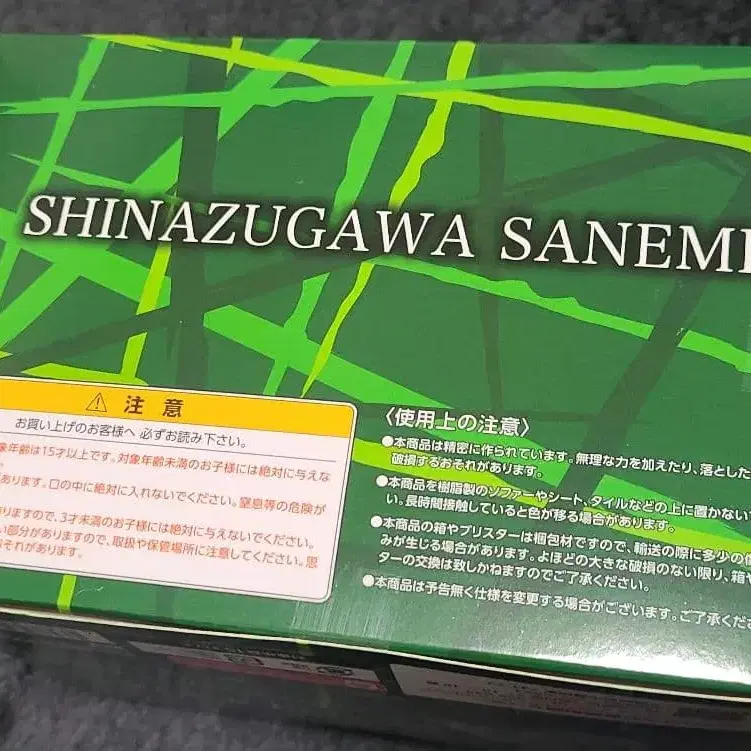 SHINAZUGAWA SANEMI
注意
お買い上げのお客様へ 必ずお読み下さい。
象年齢は15才以上です。対象年齢未満のお子様には絶対に与えな
あります。口の中に絶対に入れないでください。窒息等の危険が
りますので、3才未満のお子様には絶対に与えないでください。
い部分がありますので、取扱や保管場所に注意してください。思
おそれがあります。
〈使用上の注意〉
●本商品は精密に作られています。無理な力を加えたり、落とした
破損するおそれがあります。
●本商品を樹脂製のソファーやシート、タイルなどの上に置かない
い。長時間接触していると色が移る場合があります。
●本商品の箱やブリスターは梱包材ですので、輸送の際に多少の傷
みが生じる場合があります。よほどの大きな破損のない限り、箱や
ターの交換は致しかねますのでご了承ください。
●本商品は予告無く仕様を変更する場合がございます。ご了承くだ